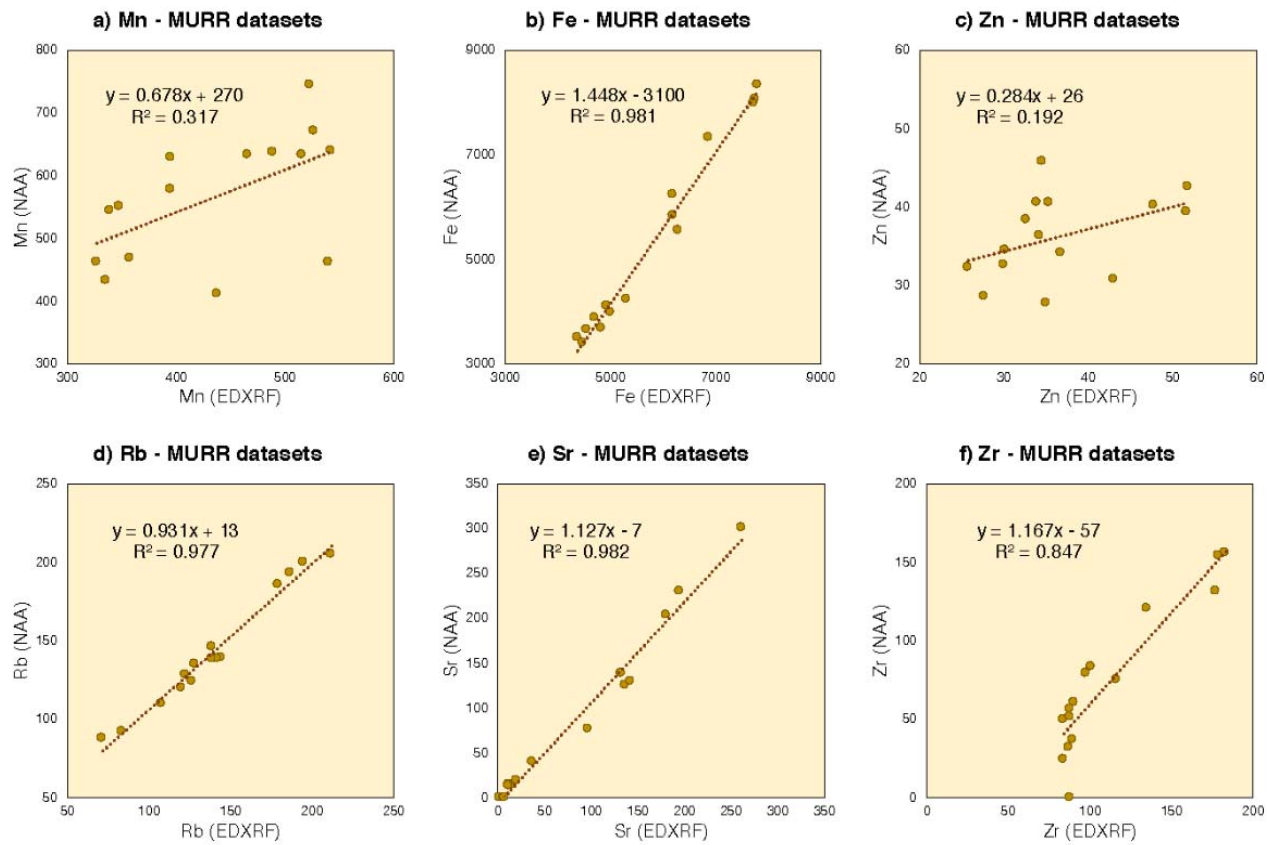 a) Mn - MURR datasets
800
700
600
500
400
300
300
400
500
600
Mn (NAA)
Mn (EDXRF)
y = 0.678x + 270
R² = 0.317
b) Fe - MURR datasets
9000
7000
5000
3000
3000
5000
7000
9000
Fe (NAA)
Fe (EDXRF)
y = 1.448x - 3100
R² = 0.981
c) Zn - MURR datasets
60
50
40
30
20
20
30
40
50
60
Zn (NAA)
Zn (EDXRF)
y = 0.284x + 26
R² = 0.192
d) Rb - MURR datasets
250
200
150
100
50
50
100
150
200
250
Rb (NAA)
Rb (EDXRF)
y = 0.931x + 13
R² = 0.977
e) Sr - MURR datasets
350
300
250
200
150
100
50
0
0
50
100
150
200
250
300
350
Sr (NAA)
Sr (EDXRF)
y = 1.127x - 7
R² = 0.982
f) Zr - MURR datasets
200
150
100
50
0
0
50
100
150
200
Zr (NAA)
Zr (EDXRF)
y = 1.167x - 57
R² = 0.847